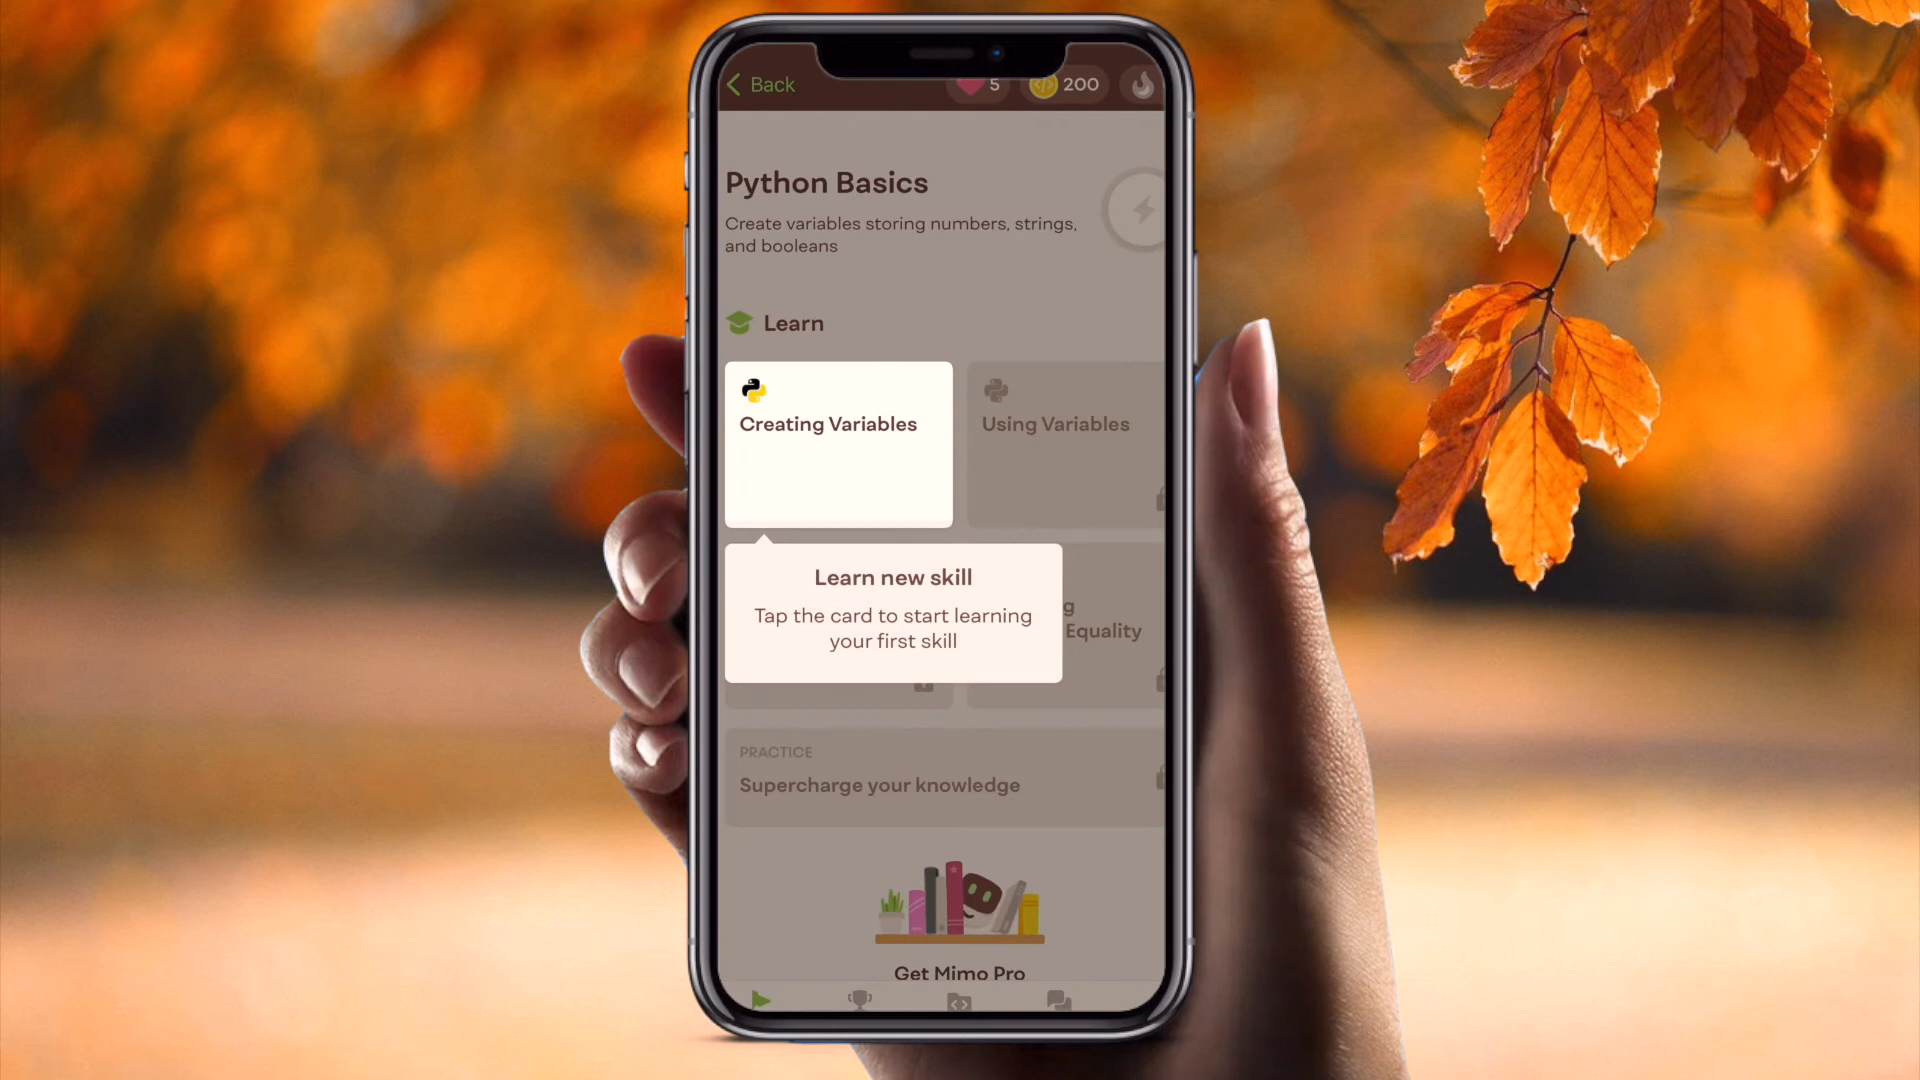 Back
5
200
Python Basics
Create variables storing numbers, strings,
and booleans
Learn
Creating Variables
Using Variables
Learn new skill
Tap the card to start learning
your first skill
g
Equality
PRACTICE
Supercharge your knowledge
Get Mimo Pro